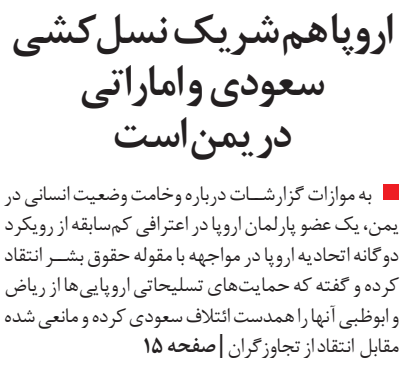 اروپا هم شریک نسل‌کشی
سعودی و اماراتی
در یمن است
به موازات گزارشات درباره وخامت وضعیت انسانی در
یمن، یک عضو پارلمان اروپا در اعترافی کم‌سابقه از رویکرد
دوگانه اتحادیه اروپا در مواجهه با مقوله حقوق بشر انتقاد
کرده و گفته که حمایت‌های تسلیحاتی اروپایی‌ها از ریاض
و ابوظبی آنها را همدست ائتلاف سعودی کرده و مانعی شده
مقابل انتقاد از تجاوزگران | صفحه ۱۵